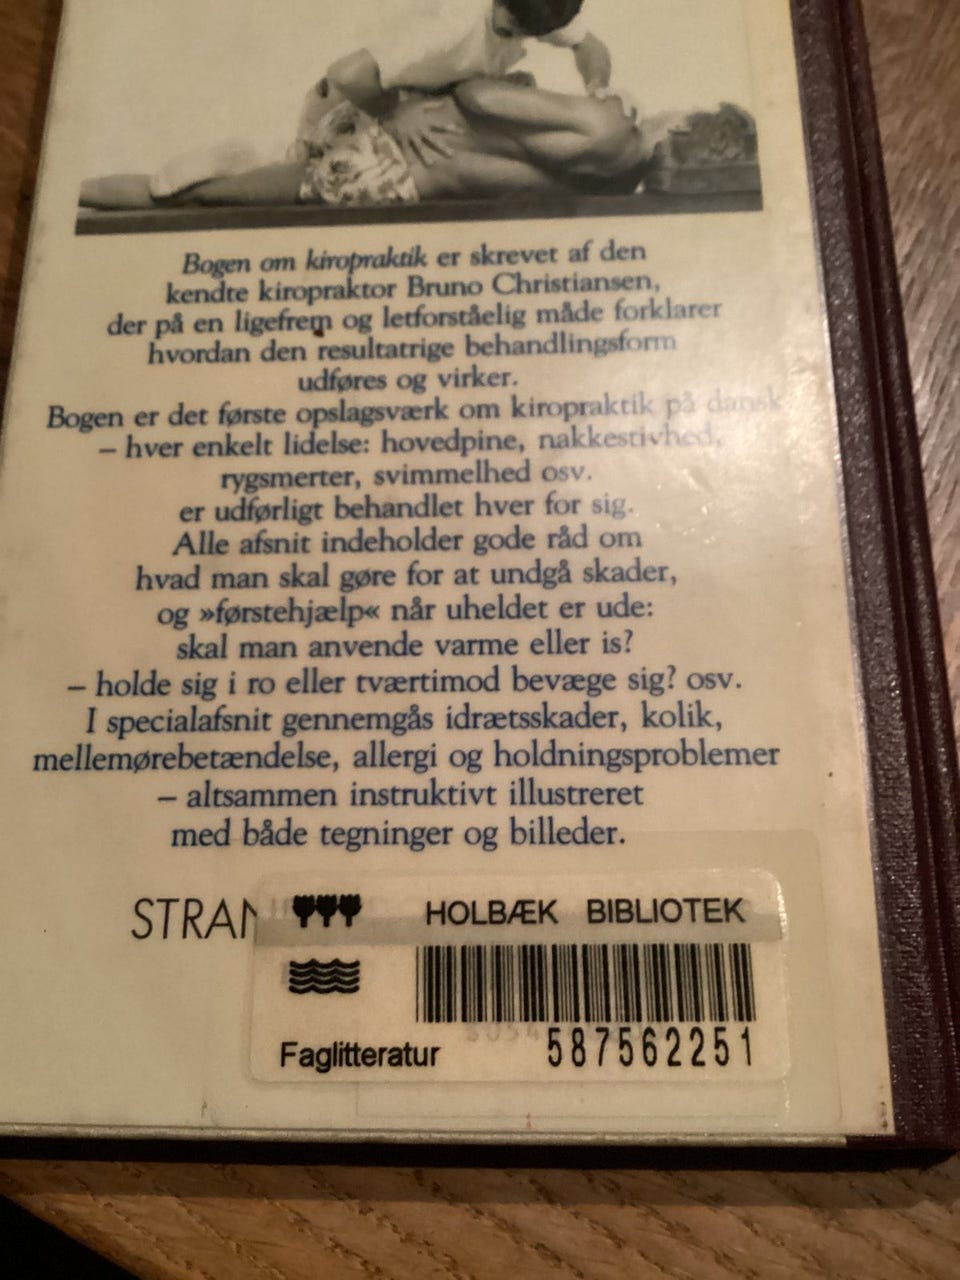 Bogen om kiropraktik er skrevet af den
kendte kiropraktor Bruno Christiansen,
der på en ligefrem og letforståelig måde forklarer
hvordan den resultatrige behandlingsform
udføres og virker.
Bogen er det første opslagsværk om kiropraktik på dansk
– hver enkelt lidelse: hovedpine, nakkestivhed,
rygsmerter, svimmelhed osv.
er udførligt behandlet hver for sig.
Alle afsnit indeholder gode råd om
hvad man skal gøre for at undgå skader,
og »førstehjælp« når uheldet er ude:
skal man anvende varme eller is?
– holde sig i ro eller tværtimod bevæge sig? osv.
I specialafsnit gennemgås idrætsskader, kolik,
mellemørebetændelse, allergi og holdningsproblemer
– altsammen instruktivt illustreret
med både tegninger og billeder.
STRAN
HOLBÆK BIBLIOTEK
Faglitteratur 587562251